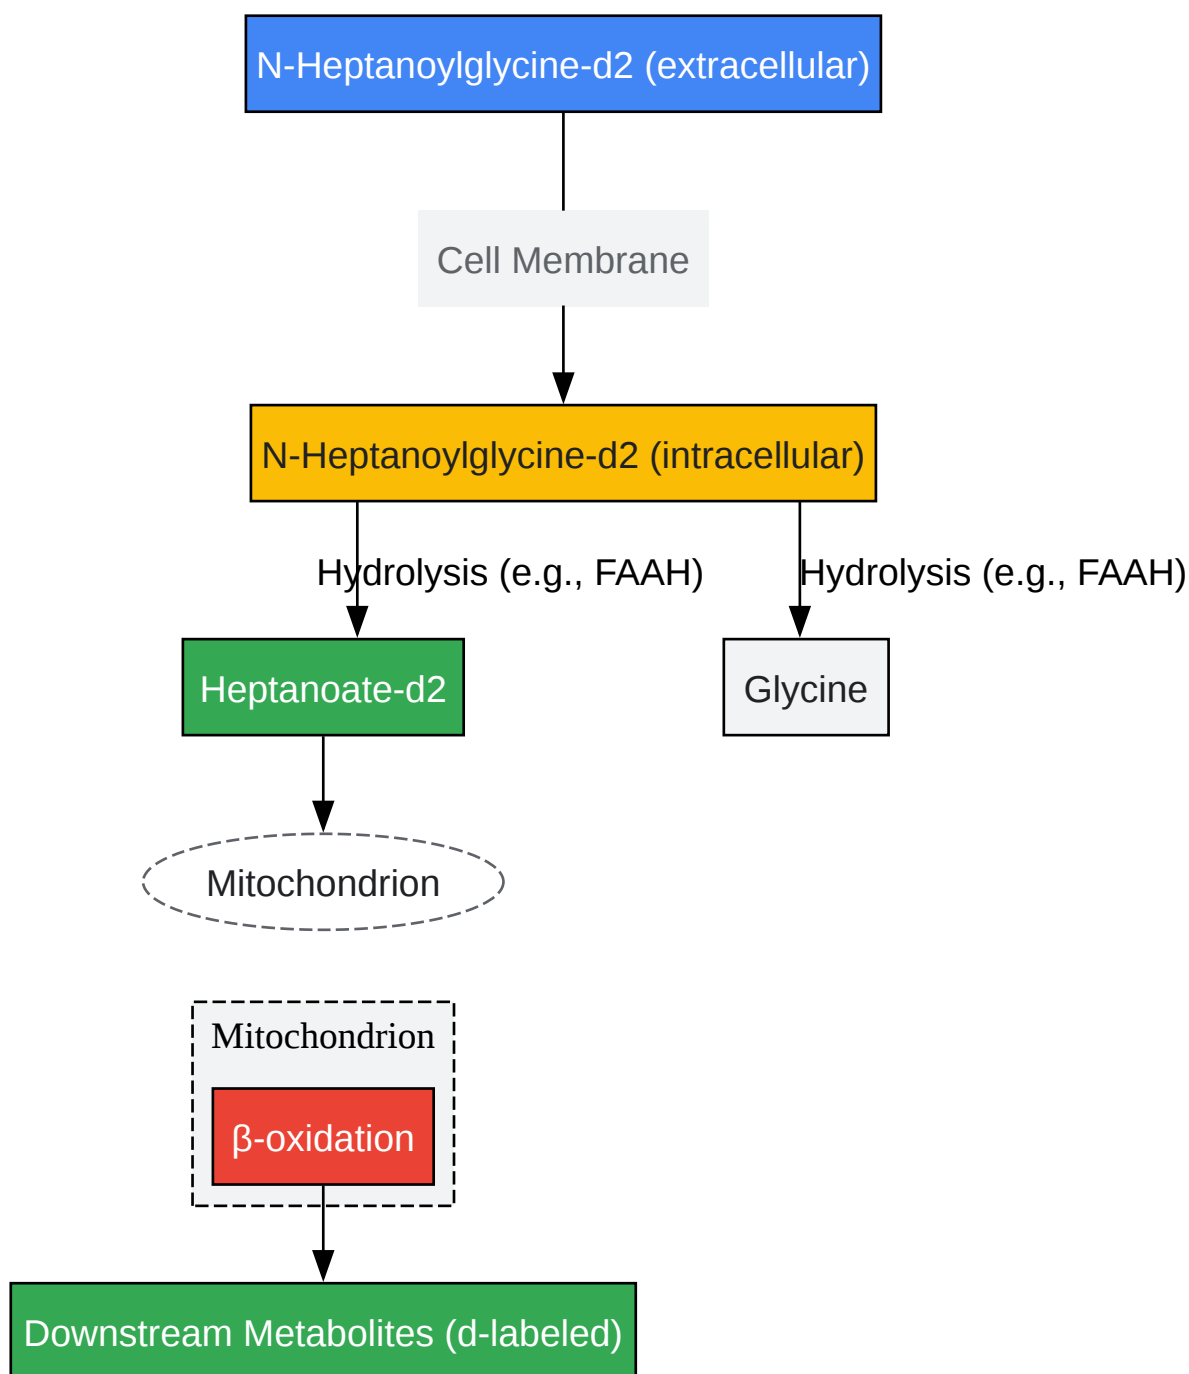 N-Heptanoylglycine-d2 (extracellular)
Cell Membrane
N-Heptanoylglycine-d2 (intracellular)
Hydrolysis (e.g., FAAH)
Hydrolysis (e.g., FAAH)
Heptanoate-d2
Glycine
Mitochondrion
Mitochondrion
β-oxidation
Downstream Metabolites (d-labeled)